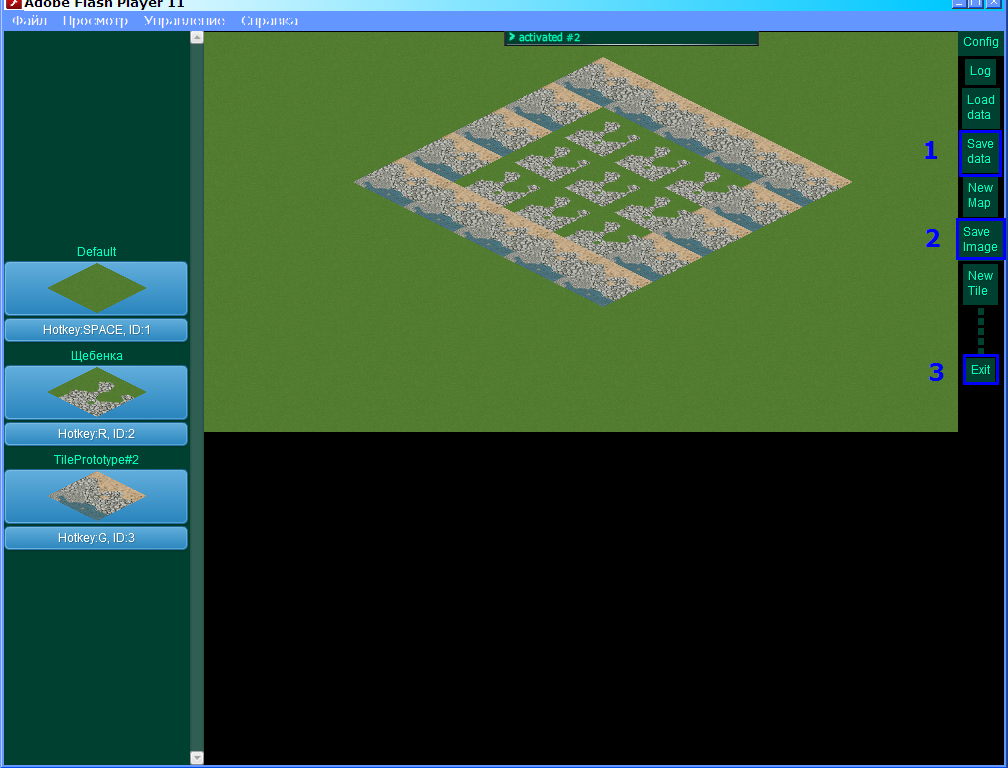 Adobe Flash Player 11
Файл Просмотр Управление Справка
> activated #2
Default
Hotkey:SPACE, ID:1
Щебенка
Hotkey:R, ID:2
TilePrototype#2
Hotkey:G, ID:3
Config
Log
Load
data
1
Save
data
New
Map
2
Save
Image
New
Tile
3
Exit